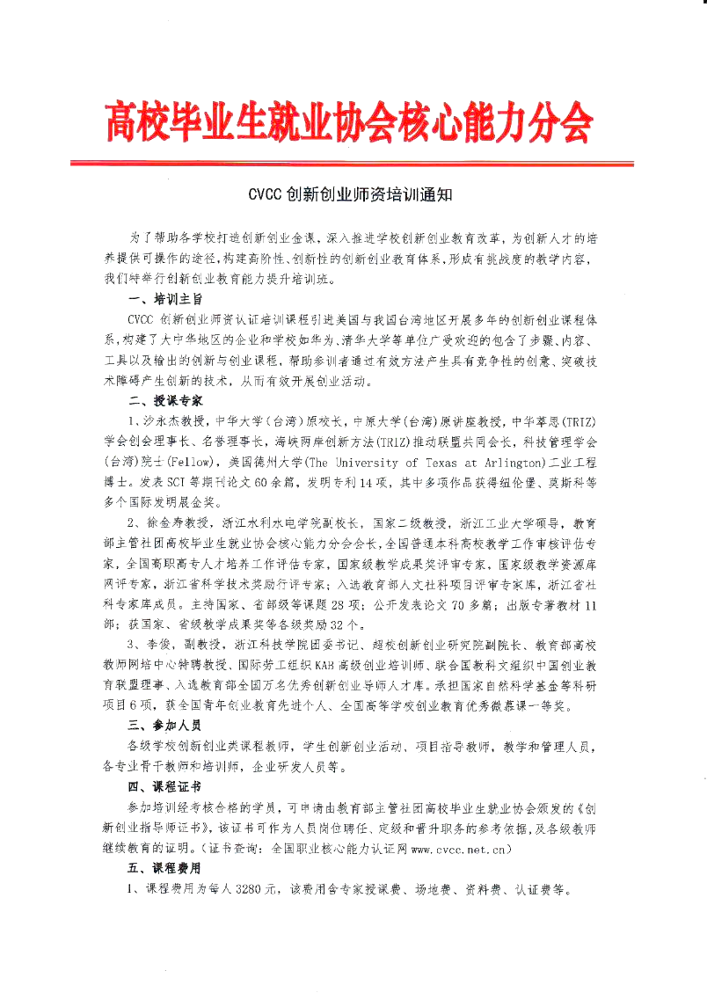 高校毕业生就业协会核心能力分会
CVCC 创新创业师资培训通知
为了帮助各学校打造创新创业金课，深入推进学校创新创业教育改革，为创新人才的培
养提供可操作的途径，构建高阶性、创新性的创新创业教育体系，形成有挑战度的教学内容，
我们特举行创新创业教育能力提升培训班。
一、培训主旨
CVCC 创新创业师资认证培训课程引进美国与我国台湾地区开展多年的创新创业课程体
系，构建了大中华地区的企业和学校如华为、清华大学等单位广受欢迎的包含了步骤、内容、
工具以及输出的创新与创业课程，帮助参训者通过有效方法产生具有竞争性的创意、突破技
术障碍产生创新的技术，从而有效开展创业活动。
二、授课专家
1、沙永杰教授，中华大学（台湾）原校长，中原大学(台湾)原讲座教授，中华萃思(TRIZ)
学会创会理事长、名誉理事长，海峡两岸创新方法(TRIZ)推动联盟共同会长，科技管理学会
(台湾)院士(Fellow)，美国德州大学(The University of Texas at Arlington)工业工程
博士。发表 SCI 等期刊论文 60 余篇，发明专利 14 项，其中多项作品获得纽伦堡、莫斯科等
多个国际发明展金奖。
2、徐金寿教授，浙江水利水电学院副校长，国家二级教授，浙江工业大学硕导，教育
部主管社团高校毕业生就业协会核心能力分会会长，全国普通本科高校教学工作审核评估专
家，全国高职高专人才培养工作评估专家，国家级教学成果奖评审专家，国家级教学资源库
网评专家，浙江省科学技术奖励行评专家；入选教育部人文社科项目评审专家库，浙江省社
科专家库成员。主持国家、省部级等课题 28 项；公开发表论文 70 多篇；出版专著教材 11
部；获国家、省级教学成果奖等各级奖励 32 个。
3、李俊，副教授，浙江科技学院团委书记、超校创新创业研究院副院长、教育部高校
教师网培中心特聘教授、国际劳工组织 KAB 高级创业培训师、联合国教科文组织中国创业教
育联盟理事、入选教育部全国万名优秀创新创业导师人才库。承担国家自然科学基金等科研
项目 6 项，获全国青年创业教育先进个人、全国高等学校创业教育优秀微慕课一等奖。
三、参加人员
各级学校创新创业类课程教师，学生创新创业活动、项目指导教师，教学和管理人员，
各专业骨干教师和培训师，企业研发人员等。
四、课程证书
参加培训经考核合格的学员，可申请由教育部主管社团高校毕业生就业协会颁发的《创
新创业指导师证书》，该证书可作为人员岗位聘任、定级和晋升职务的参考依据，及各级教师
继续教育的证明。（证书查询：全国职业核心能力认证网 www.cvcc.net.cn）
五、课程费用
1、课程费用为每人 3280 元，该费用含专家授课费、场地费、资料费、认证费等。